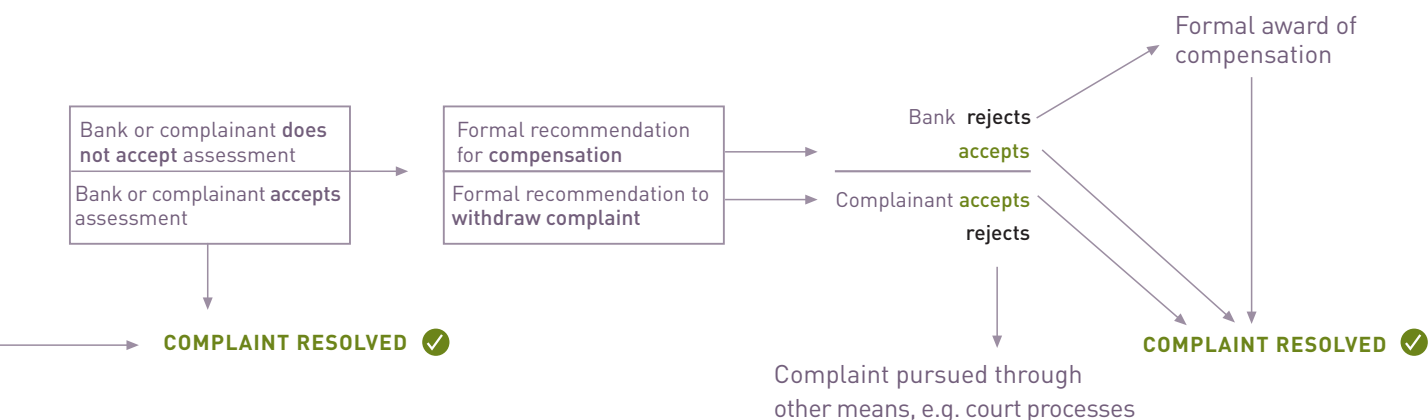 Formal award of
compensation
Bank or complainant does
not accept assessment
Bank or complainant accepts
assessment
Formal recommendation
for compensation
Formal recommendation to
withdraw complaint
Bank rejects
accepts
Complainant accepts
rejects
COMPLAINT RESOLVED
COMPLAINT RESOLVED
Complaint pursued through
other means, e.g. court processes